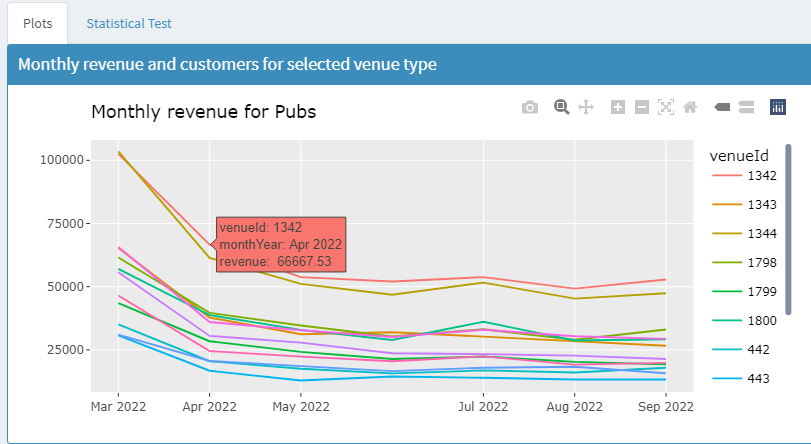 Plots
Statistical Test
Monthly revenue and customers for selected venue type
Monthly revenue for Pubs
100000
75000
50000
25000
venueId: 1342
monthYear: Apr 2022
revenue:  66667.53
Mar 2022
Apr 2022
May 2022
Jul 2022
Aug 2022
Sep 2022
venueId
1342
1343
1344
1798
1799
1800
442
443